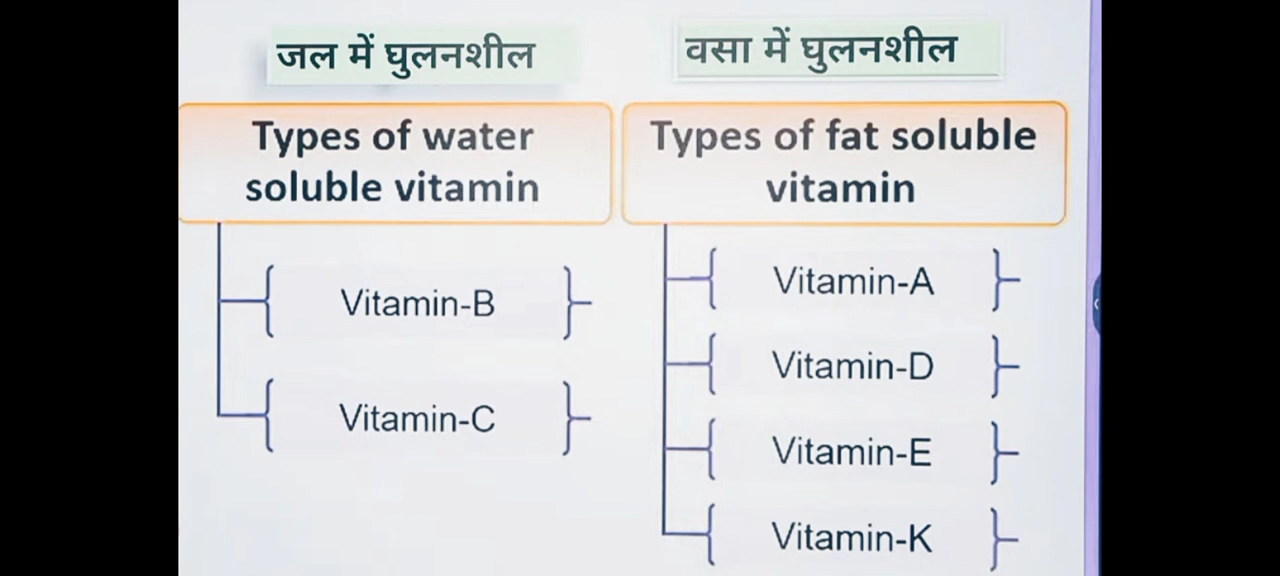 जल में घुलनशील
वसा में घुलनशील
Types of water
soluble vitamin
Types of fat soluble
vitamin
Vitamin-B
Vitamin-C
Vitamin-A
Vitamin-D
Vitamin-E
Vitamin-K